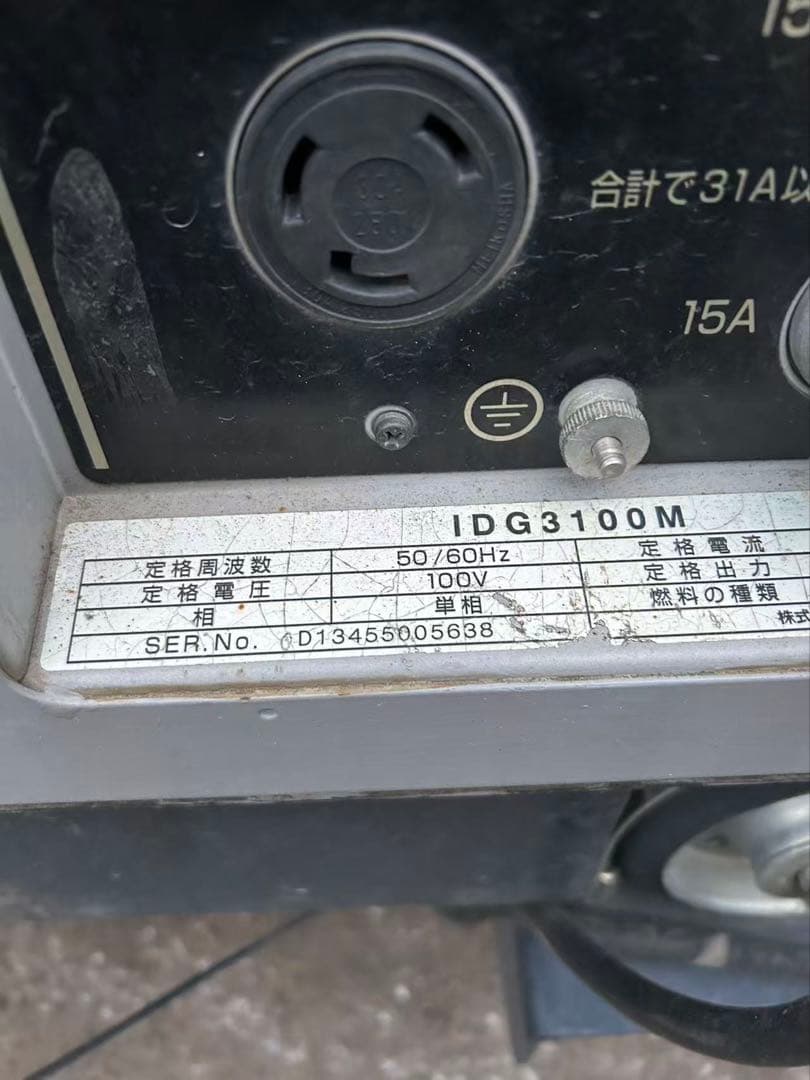 15
合計で31A以
15A
IDG3100M
定格周波数 50/60Hz 定格電流
定格電圧 100V 定格出力
相 単相 燃料の種類
SER.No. D13455005638
株式